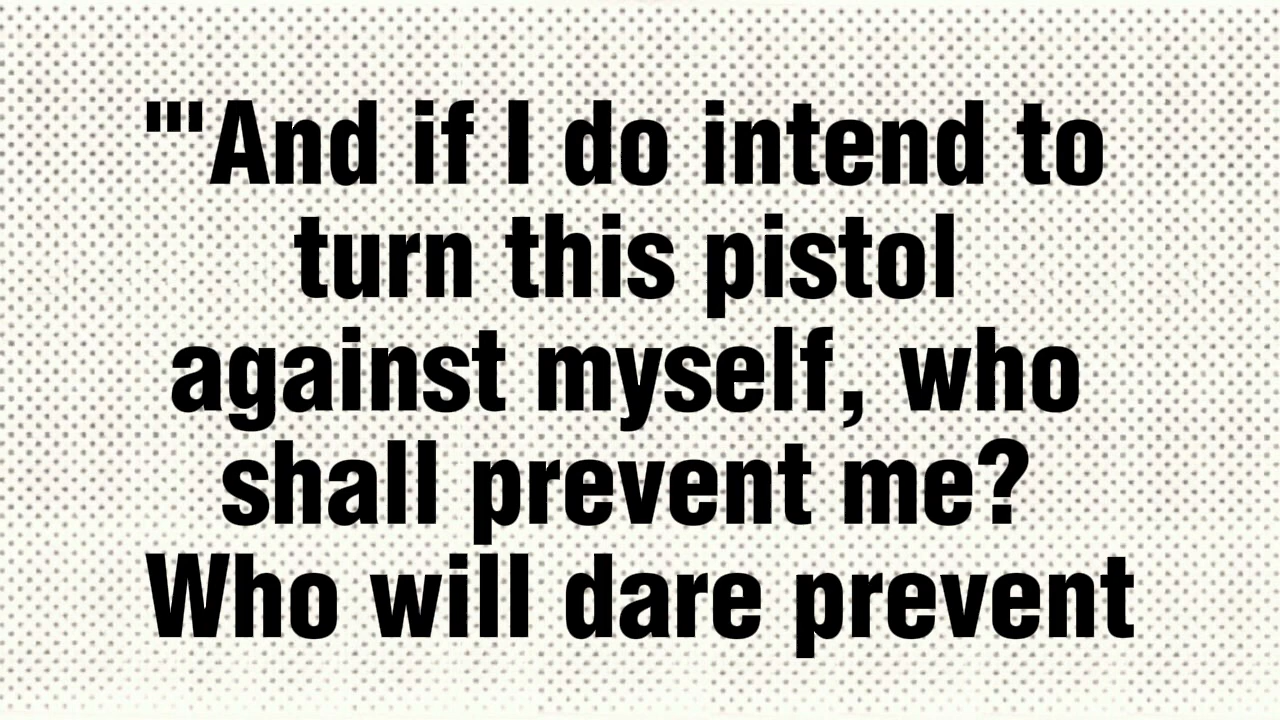 "'And if I do intend to
turn this pistol
against myself, who
shall prevent me?
Who will dare prevent